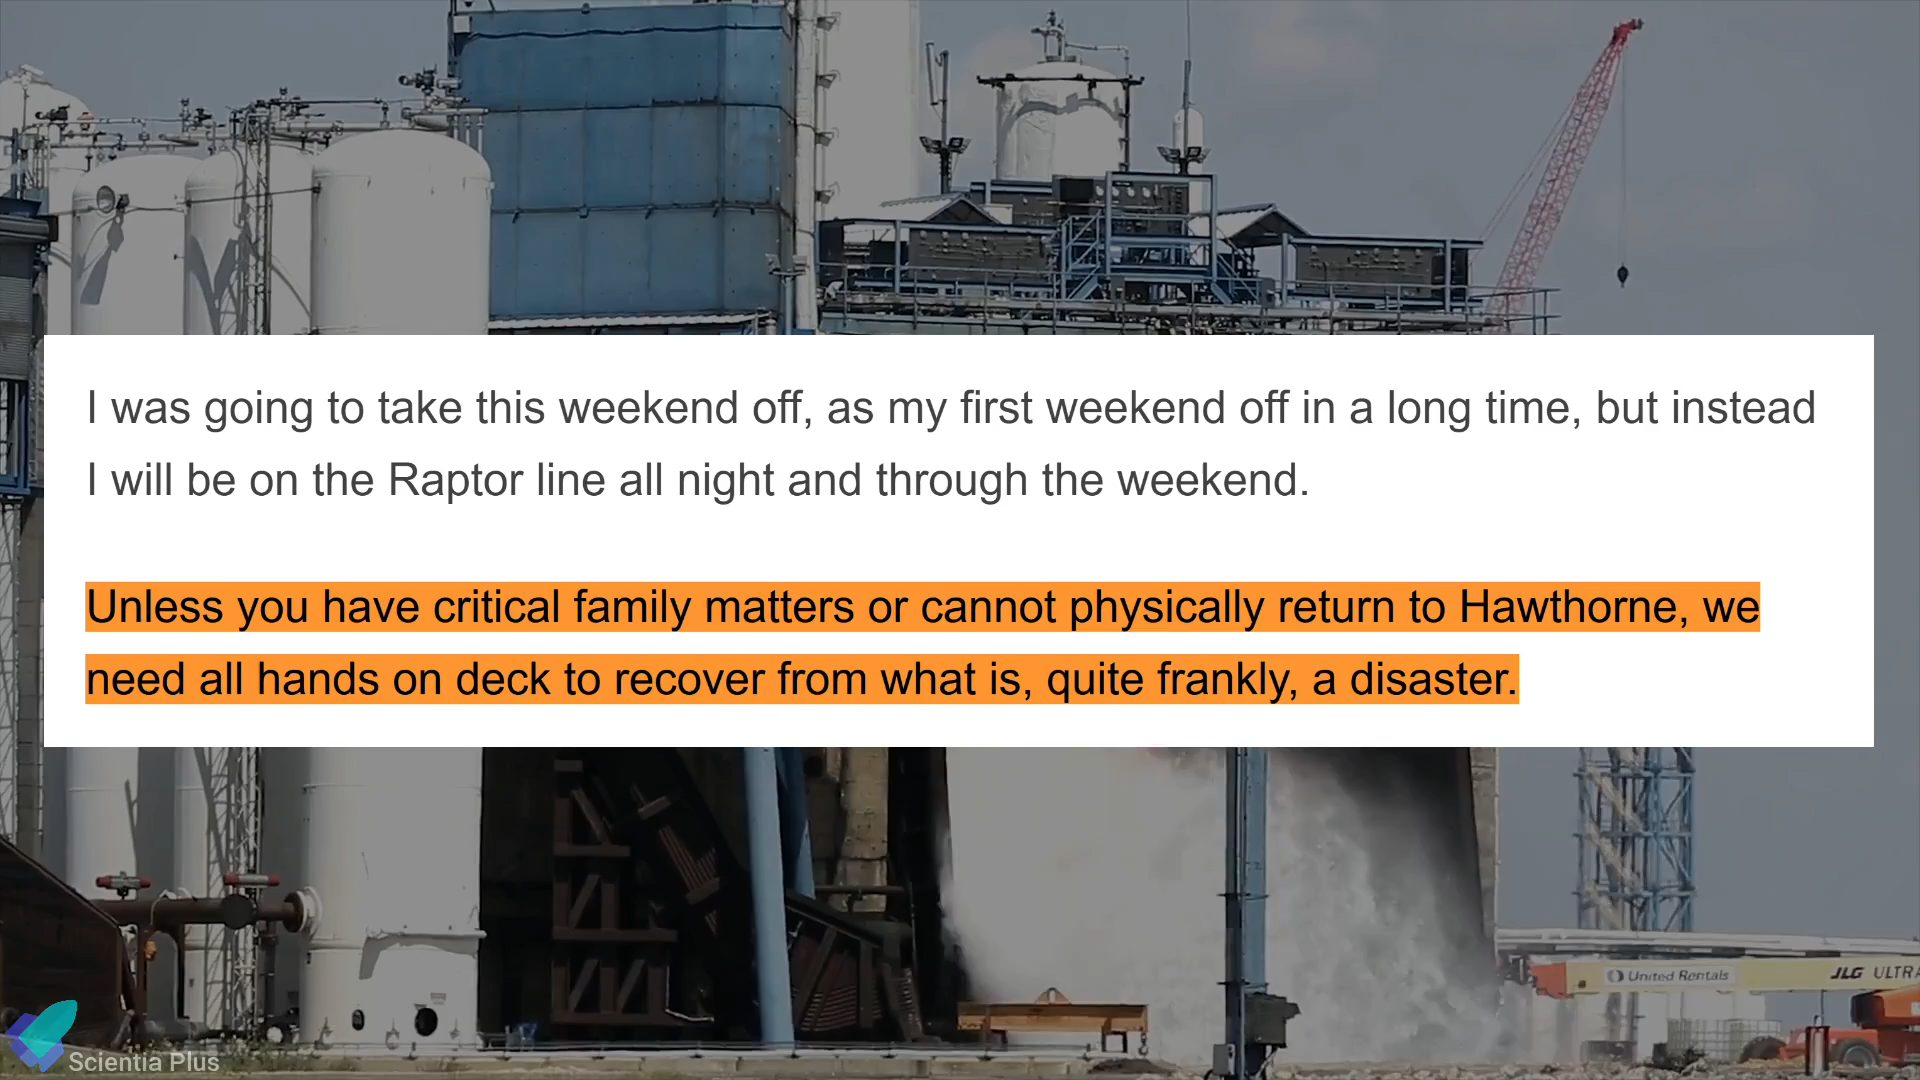 I was going to take this weekend off, as my first weekend off in a long time, but instead
I will be on the Raptor line all night and through the weekend.
Unless you have critical family matters or cannot physically return to Hawthorne, we
need all hands on deck to recover from what is, quite frankly, a disaster.
United Rentals
JLG ULTRA
Scientia Plus